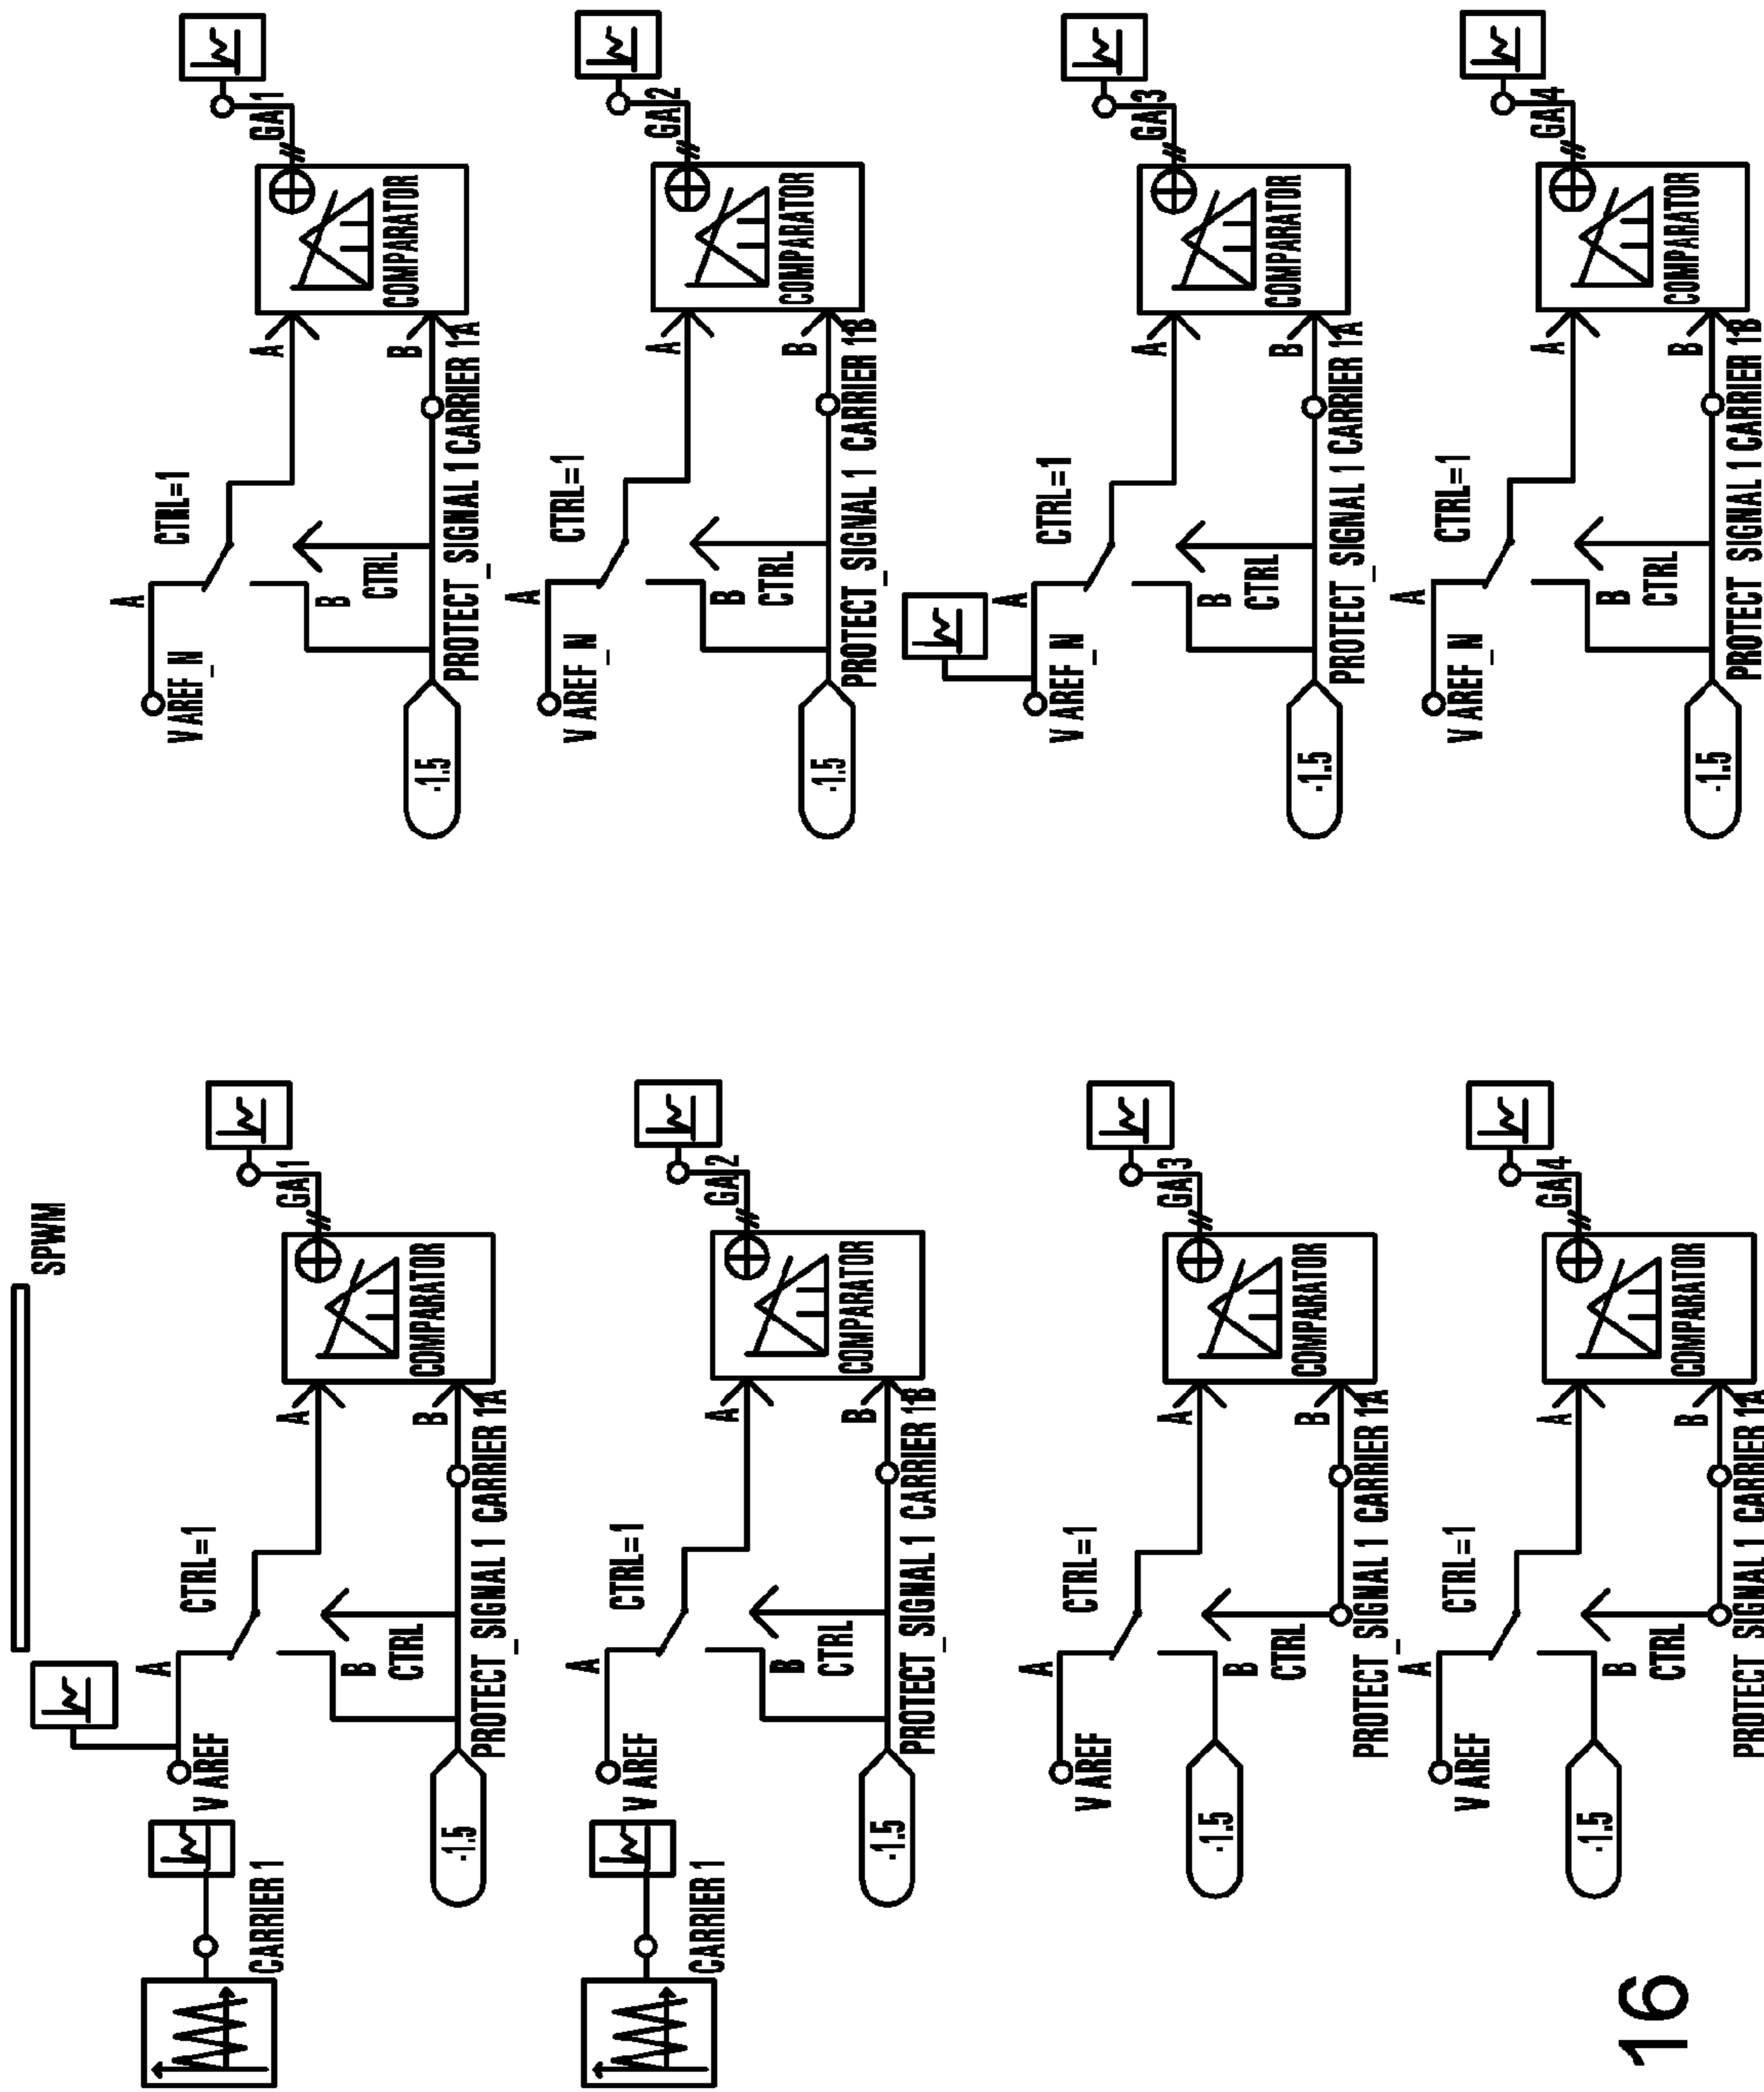 SPWM
CARRIER 1
V AREF
A
CTRL=1
B
CTRL
-1.5
PROTECT_SIGNAL 1
CARRIER 1A
A
B
COMPARATOR
GA1
CARRIER 1
V AREF
A
CTRL=1
B
CTRL
-1.5
PROTECT_SIGNAL 1
CARRIER 1B
A
B
COMPARATOR
GA2
V AREF
A
CTRL=1
B
CTRL
-1.5
PROTECT_SIGNAL 1
CARRIER 1A
A
B
COMPARATOR
GA3
V AREF
A
CTRL=1
B
CTRL
-1.5
PROTECT_SIGNAL 1
CARRIER 1A
A
B
COMPARATOR
GA4
V AREF_N
A
CTRL=1
B
CTRL
-1.5
PROTECT_SIGNAL 1
CARRIER 1A
A
B
COMPARATOR
GA1
V AREF_N
A
CTRL=1
B
CTRL
-1.5
PROTECT_SIGNAL 1
CARRIER 1B
A
B
COMPARATOR
GA2
V AREF_N
A
CTRL=1
B
CTRL
-1.5
PROTECT_SIGNAL 1
CARRIER 1A
A
B
COMPARATOR
GA3
V AREF_N
A
CTRL=1
B
CTRL
-1.5
PROTECT_SIGNAL 1
CARRIER 1B
A
B
COMPARATOR
GA4
16